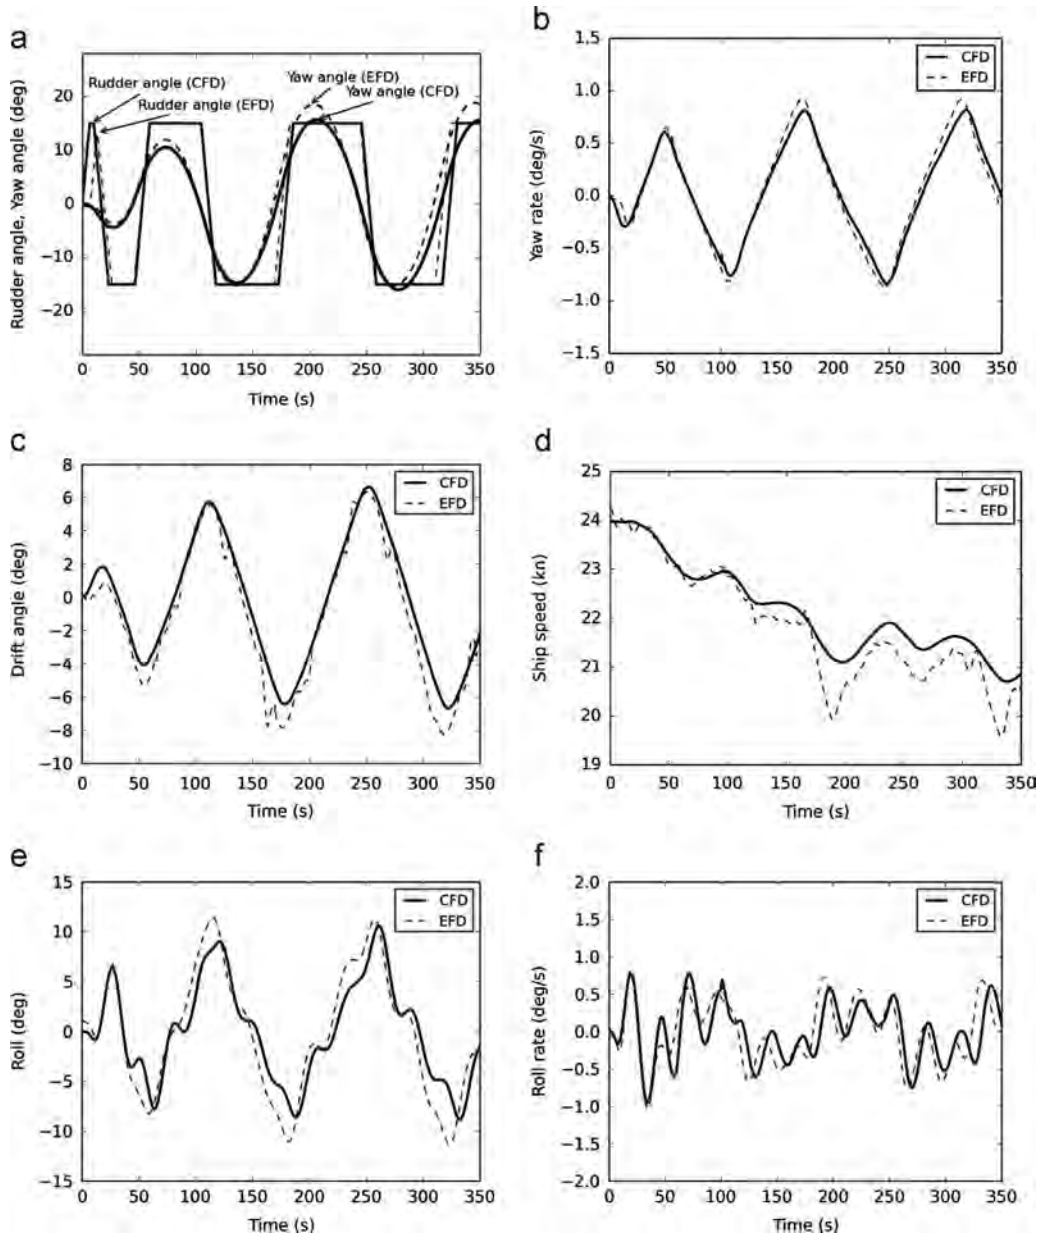 a
Rudder angle, Yaw angle (deg)
20
10
0
−10
−20
Rudder angle (CFD)
Rudder angle (EFD)
Yaw angle (EFD)
Yaw angle (CFD)
0 50 100 150 200 250 300 350
Time (s)
b
Yaw rate (deg/s)
1.5
1.0
0.5
0.0
−0.5
−1.0
−1.5
CFD
EFD
0 50 100 150 200 250 300 350
Time (s)
c
Drift angle (deg)
8
6
4
2
0
−2
−4
−6
−8
−10
CFD
EFD
0 50 100 150 200 250 300 350
Time (s)
d
Ship speed (kn)
25
24
23
22
21
20
19
CFD
EFD
0 50 100 150 200 250 300 350
Time (s)
e
Roll (deg)
15
10
5
0
−5
−10
−15
CFD
EFD
0 50 100 150 200 250 300 350
Time (s)
f
Roll rate (deg/s)
2.0
1.5
1.0
0.5
0.0
−0.5
−1.0
−1.5
−2.0
CFD
EFD
0 50 100 150 200 250 300 350
Time (s)